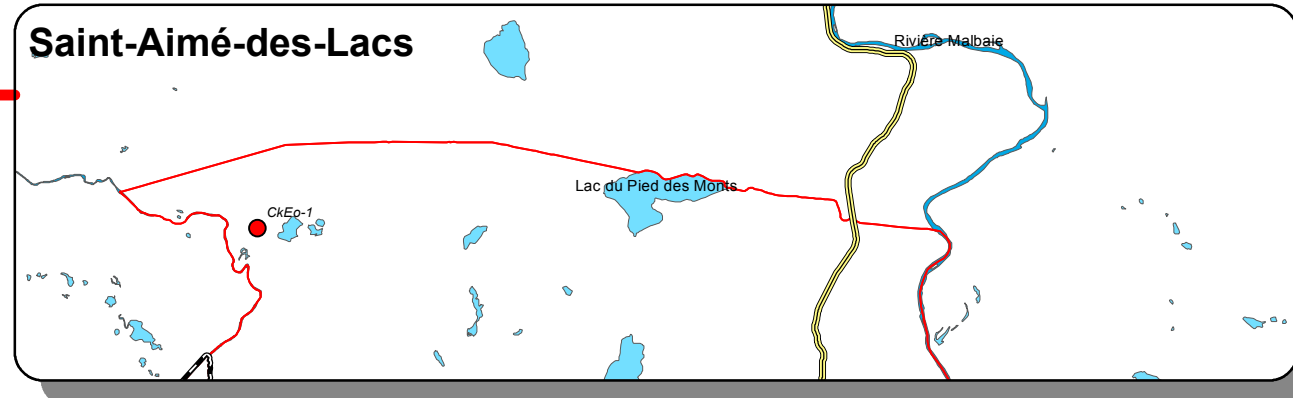 Saint-Aimé-des-Lacs
Rivière Malbaie
Lac du Pied des Monts
CkEo-1